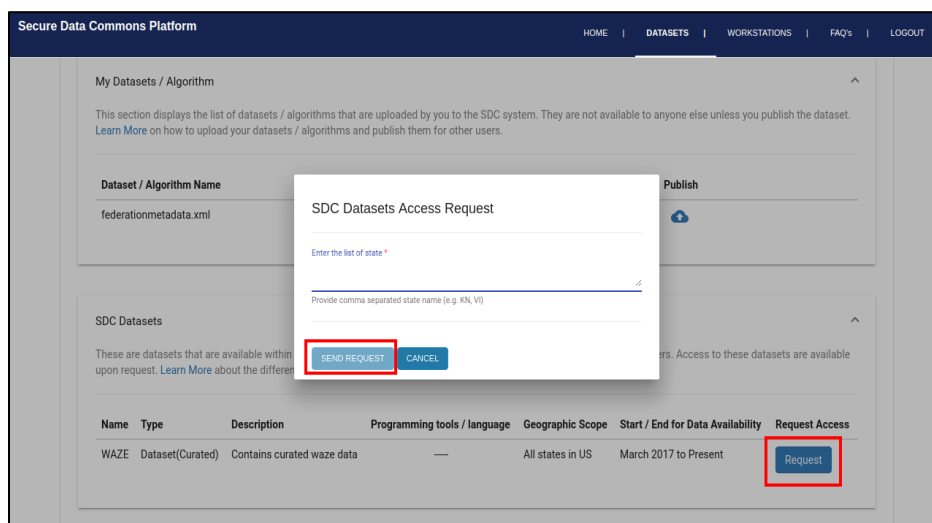 Secure Data Commons Platform
HOME | DATASETS | WORKSTATIONS | FAQ's | LOGOUT
My Datasets / Algorithm
This section displays the list of datasets / algorithms that are uploaded by you to the SDC system. They are not available to anyone else unless you publish the dataset.
Learn More on how to upload your datasets / algorithms and publish them for other users.
Dataset / Algorithm Name Publish
federationmetadata.xml
SDC Datasets Access Request
Enter the list of state *
Provide comma separated state name (e.g. KN, VI)
SEND REQUEST CANCEL
SDC Datasets
These are datasets that are available within ers. Access to these datasets are available
upon request. Learn More about the differen
Name Type Description Programming tools / language Geographic Scope Start / End for Data Availability Request Access
WAZE Dataset(Curated) Contains curated waze data ----- All states in US March 2017 to Present Request